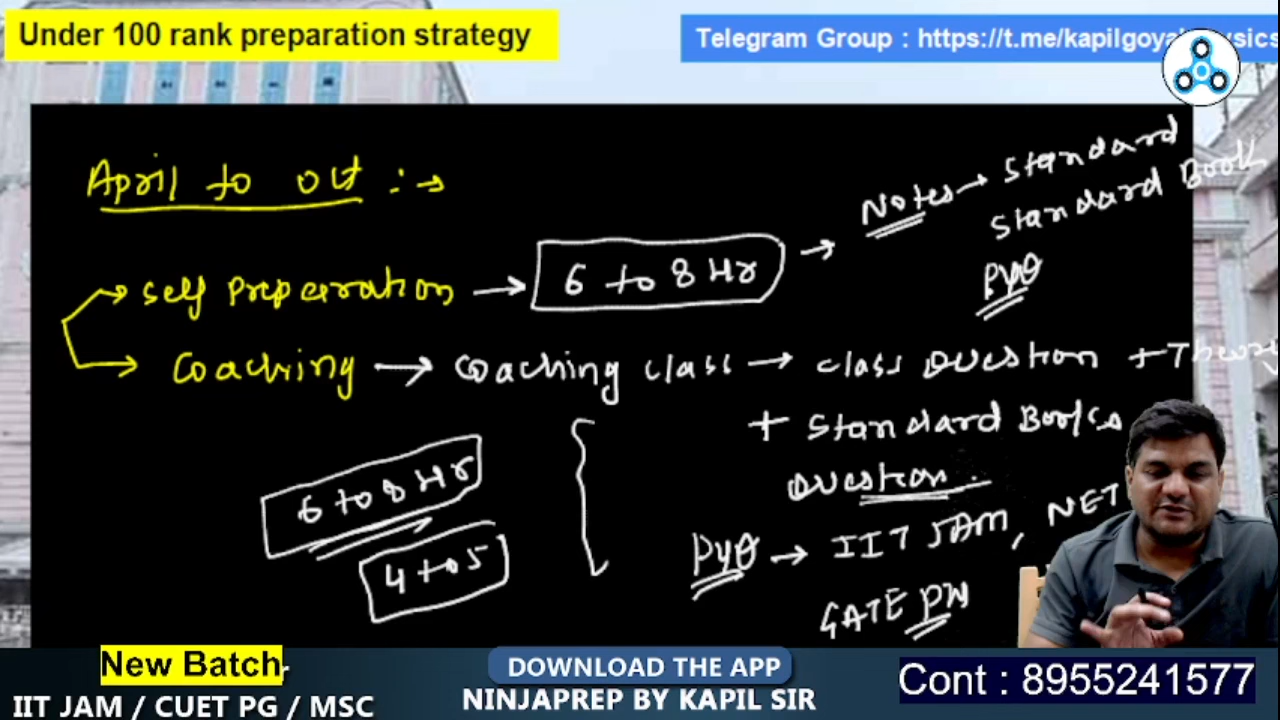 Under 100 rank preparation strategy
Telegram Group : https://t.me/kapilgoya ysics
April to oct :→
Notes → Standard
Standard Book
PYQ
→ self preparation → 6 to 8 Hr →
→ Coaching → Coaching class → class Question + Theor
+ Standard Books
Question
6 to 8 Hr
4 to 5
PYQ → IIT JAM, NET
GATE
New Batch
IIT JAM / CUET PG / MSC
DOWNLOAD THE APP
NINJAPREP BY KAPIL SIR
Cont : 8955241577